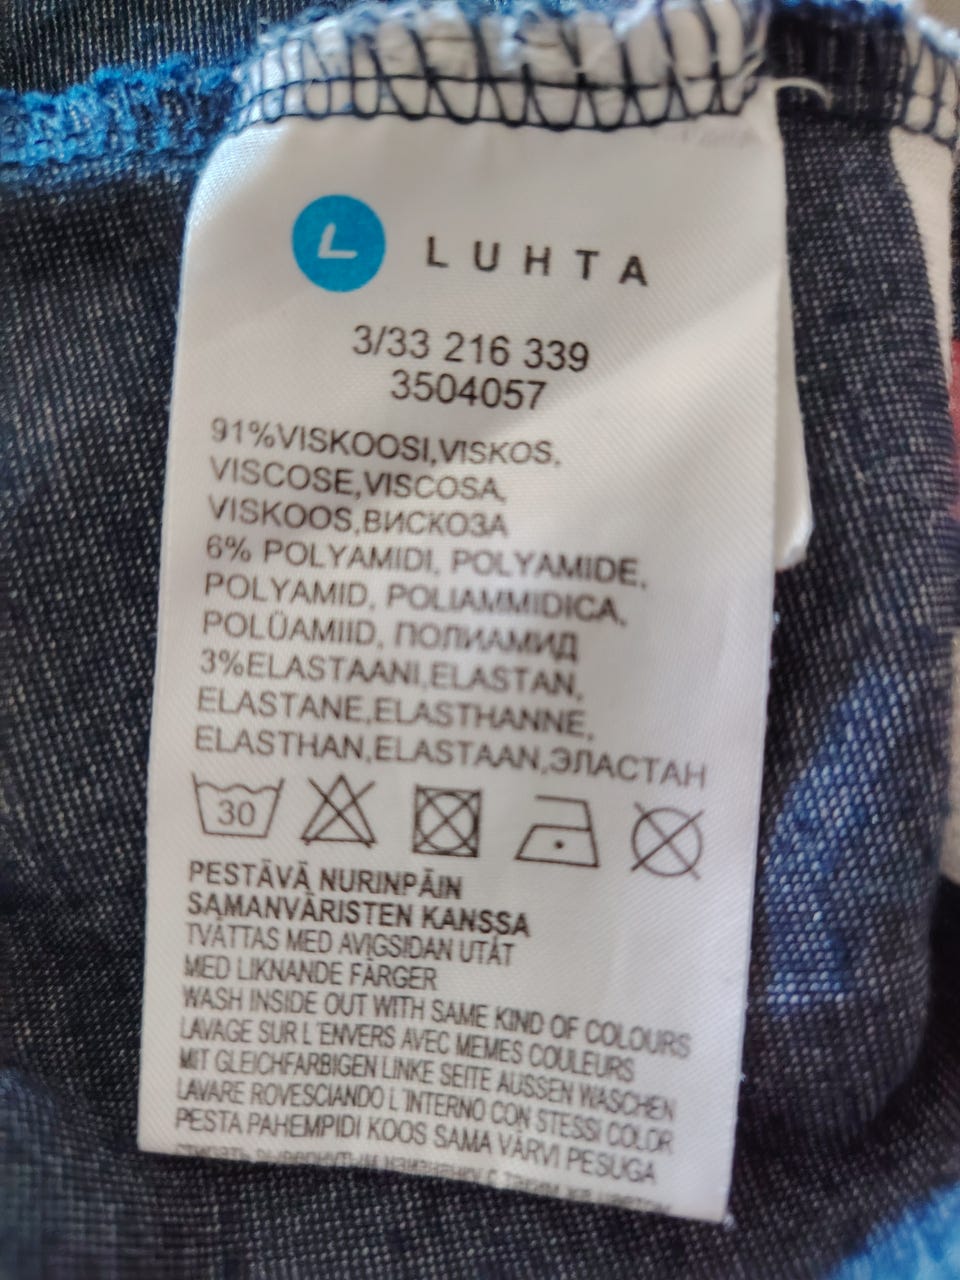 L LUHTA
3/33 216 339
3504057
91%VISKOOSI,VISKOS,
VISCOSE,VISCOSA,
VISKOOS,ВИСКОЗА
6% POLYAMIDI, POLYAMIDE,
POLYAMID, POLIAMMIDICA,
POLÜAMIID, ПОЛИАМИД
3%ELASTAANI,ELASTAN,
ELASTANE,ELASTHANNE,
ELASTHAN,ELASTAAN,ЭЛАСТАН
30
PESTÄVÄ NURINPÄIN
SAMANVÄRISTEN KANSSA
TVÄTTAS MED AVIGSIDAN UTÅT
MED LIKNANDE FÄRGER
WASH INSIDE OUT WITH SAME KIND OF COLOURS
LAVAGE SUR L´ENVERS AVEC MEMES COULEURS
MIT GLEICHFARBIGEN LINKE SEITE AUSSEN WASCHEN
LAVARE ROVESCIANDO L´INTERNO CON STESSI COLOR
PESTA PAHEMPIDI KOOS SAMA VÄRVI PESUGA